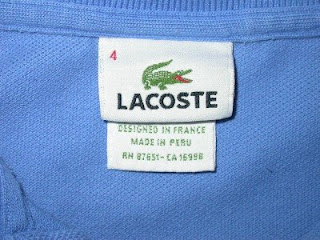 4
LACOSTE
DESIGNED IN FRANCE
MADE IN PERU
RN 87651-CA 16998